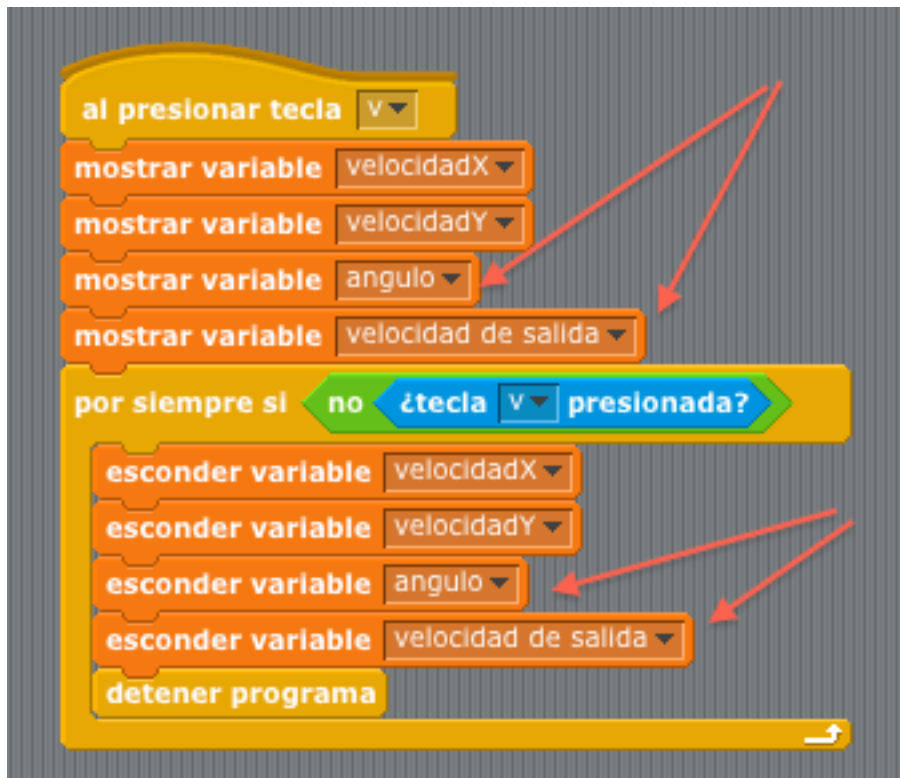 al presionar tecla v
mostrar variable velocidadX
mostrar variable velocidadY
mostrar variable angulo
mostrar variable velocidad de salida
por siempre si no ¿tecla v presionada?
esconder variable velocidadX
esconder variable velocidadY
esconder variable angulo
esconder variable velocidad de salida
detener programa